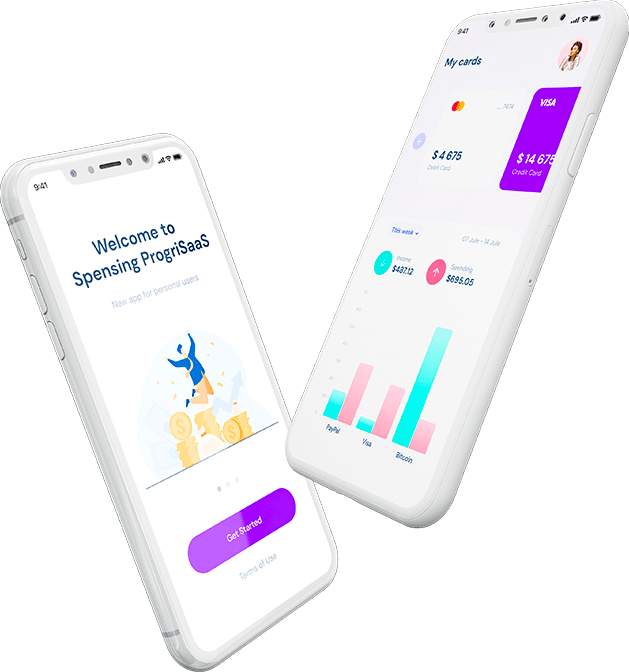 9:41
Welcome to
Spensing ProgriSaaS
New app for personal users
Get Started
Terms of Use
9:41
My cards
7474
$ 4 675
Debit Card
VISA
$ 14 675
Credit Card
This week
07 Jule - 14 Jule
Income
$487.12
Spending
$695.05
PayPal
Visa
Bitcoin